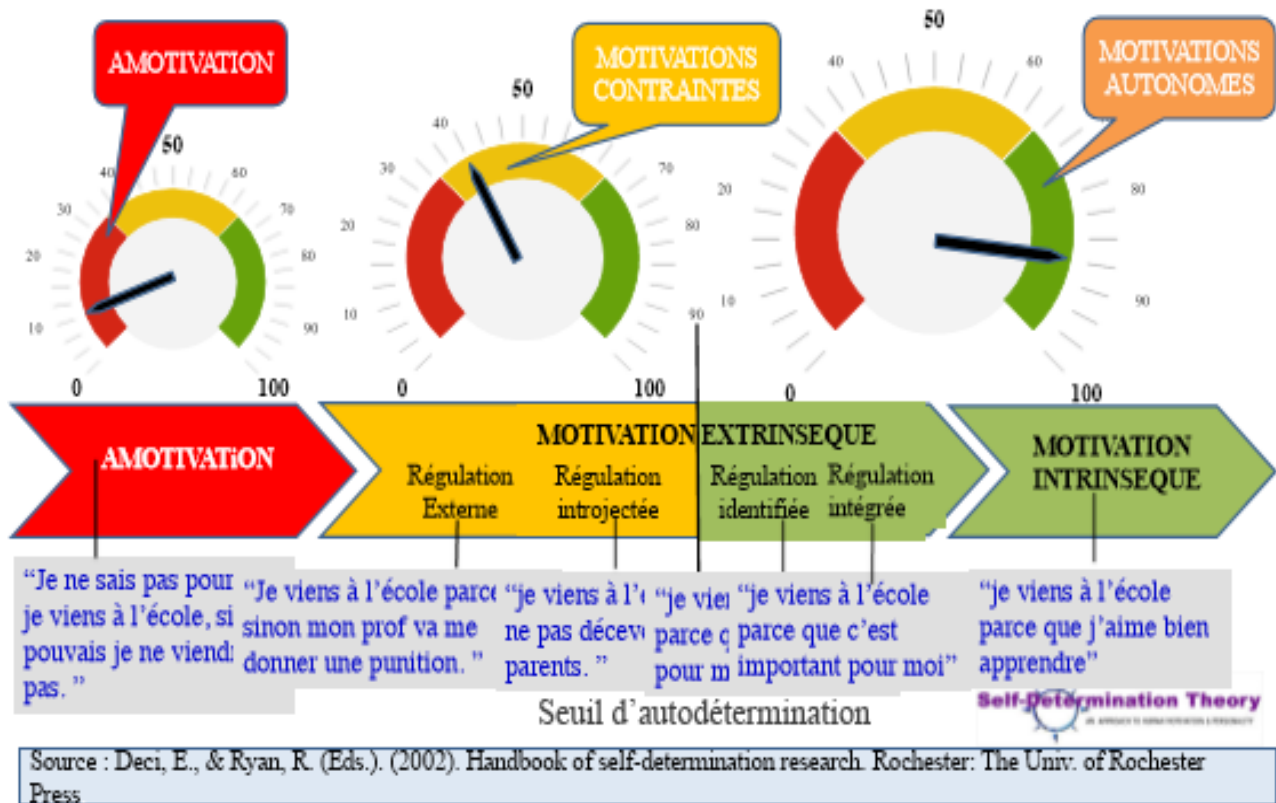 AMOTIVATION
MOTIVATIONS
CONTRAINTES
MOTIVATIONS
AUTONOMES
0
10
20
30
40
50
60
70
80
90
100
0
10
20
30
40
50
70
80
90
100
0
10
20
40
50
60
80
90
100
AMOTIVATiON
MOTIVATION EXTRINSEQUE
Régulation
Externe
Régulation
introjectée
Régulation
identifiée
Régulation
intégrée
MOTIVATION
INTRINSEQUE
“Je ne sais pas pour
je viens à l’école, si
pouvais je ne viend
pas. ”
“Je viens à l’école parce
sinon mon prof va me
donner une punition. ”
“je viens à l’
ne pas décev
parents. ”
“je vie
parce q
pour m
“je viens à l’école
parce que c’est
important pour moi”
“je viens à l’école
parce que j’aime bien
apprendre”
Seuil d’autodétermination
Self-Determination Theory
Source : Deci, E., & Ryan, R. (Eds.). (2002). Handbook of self-determination research. Rochester: The Univ. of Rochester
Press